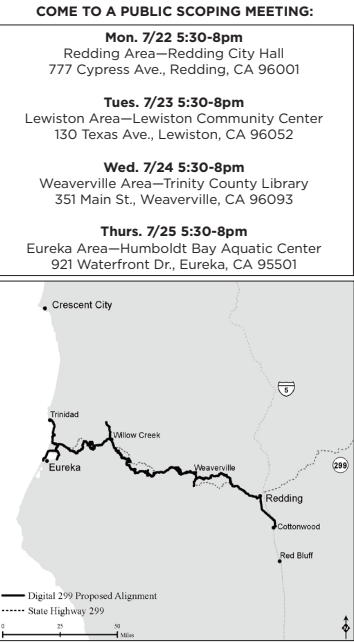 COME TO A PUBLIC SCOPING MEETING:
Mon. 7/22 5:30-8pm
Redding Area—Redding City Hall
777 Cypress Ave., Redding, CA 96001
Tues. 7/23 5:30-8pm
Lewiston Area—Lewiston Community Center
130 Texas Ave., Lewiston, CA 96052
Wed. 7/24 5:30-8pm
Weaverville Area—Trinity County Library
351 Main St., Weaverville, CA 96093
Thurs. 7/25 5:30-8pm
Eureka Area—Humboldt Bay Aquatic Center
921 Waterfront Dr., Eureka, CA 95501
Crescent City
5
Trinidad
Willow Creek
Eureka
Weaverville
299
Redding
Cottonwood
Red Bluff
Digital 299 Proposed Alignment
State Highway 299
0 25 50
Miles